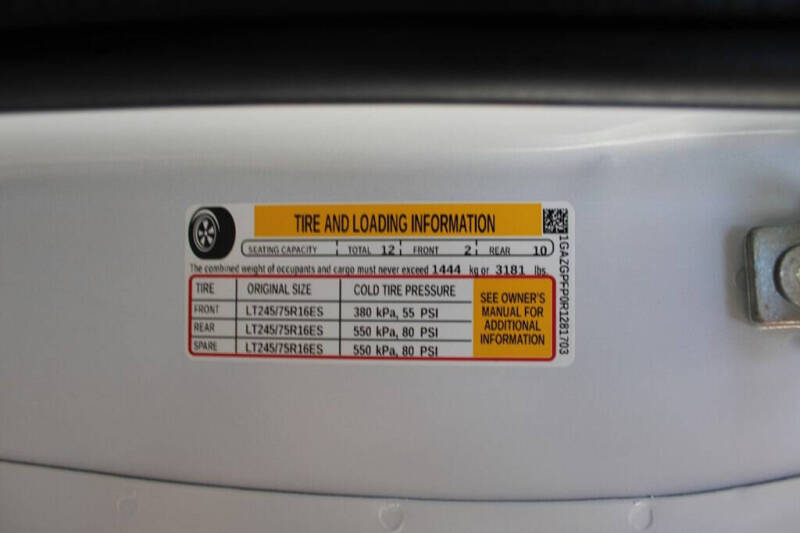 TIRE AND LOADING INFORMATION
SEATING CAPACITY TOTAL 12 FRONT 2 REAR 10
The combined weight of occupants and cargo must never exceed 1444 kg or 3181 lbs.
TIRE ORIGINAL SIZE COLD TIRE PRESSURE
FRONT LT245/75R16ES 380 kPa, 55 PSI
REAR LT245/75R16ES 550 kPa, 80 PSI
SPARE LT245/75R16ES 550 kPa, 80 PSI
SEE OWNER'S
MANUAL FOR
ADDITIONAL
INFORMATION
1GAZGPFP0R1281703